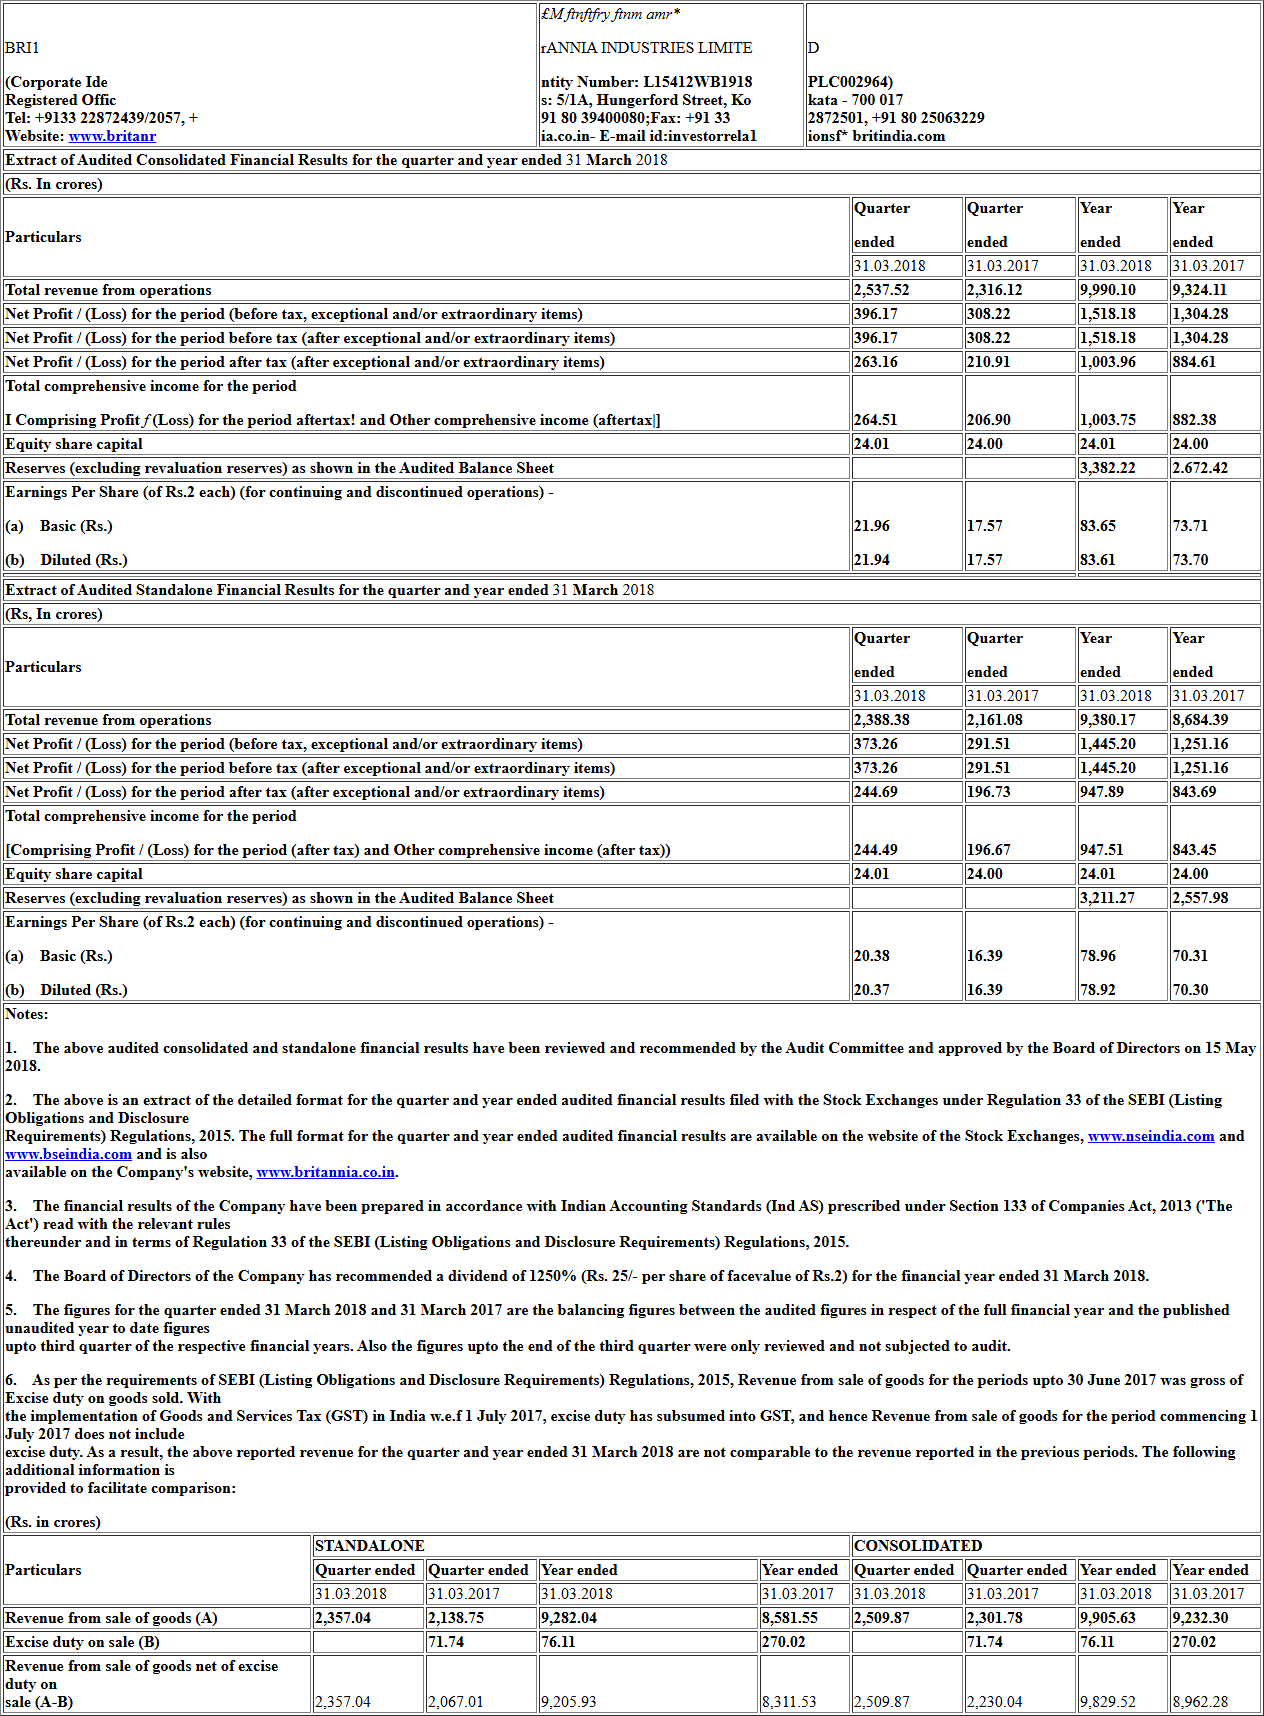 £M ftnftfry ftnm amr*
BRI1 rANNIA INDUSTRIES LIMITE D
(Corporate Ide ntity Number: L15412WB1918 PLC002964)
Registered Offic s: 5/1A, Hungerford Street, Ko kata - 700 017
Tel: +9133 22872439/2057, + 91 80 39400080;Fax: +91 33 2872501, +91 80 25063229
Website: www.britanr ia.co.in- E-mail id:investorrela1 ionsf* britindia.com
Extract of Audited Consolidated Financial Results for the quarter and year ended 31 March 2018
(Rs. In crores)
Particulars Quarter ended Quarter ended Year ended Year ended
31.03.2018 31.03.2017 31.03.2018 31.03.2017
Total revenue from operations 2,537.52 2,316.12 9,990.10 9,324.11
Net Profit / (Loss) for the period (before tax, exceptional and/or extraordinary items) 396.17 308.22 1,518.18 1,304.28
Net Profit / (Loss) for the period before tax (after exceptional and/or extraordinary items) 396.17 308.22 1,518.18 1,304.28
Net Profit / (Loss) for the period after tax (after exceptional and/or extraordinary items) 263.16 210.91 1,003.96 884.61
Total comprehensive income for the period
I Comprising Profit ƒ (Loss) for the period aftertax! and Other comprehensive income (aftertax|] 264.51 206.90 1,003.75 882.38
Equity share capital 24.01 24.00 24.01 24.00
Reserves (excluding revaluation reserves) as shown in the Audited Balance Sheet 3,382.22 2.672.42
Earnings Per Share (of Rs.2 each) (for continuing and discontinued operations) -
(a) Basic (Rs.) 21.96 17.57 83.65 73.71
(b) Diluted (Rs.) 21.94 17.57 83.61 73.70
Extract of Audited Standalone Financial Results for the quarter and year ended 31 March 2018
(Rs, In crores)
Particulars Quarter ended Quarter ended Year ended Year ended
31.03.2018 31.03.2017 31.03.2018 31.03.2017
Total revenue from operations 2,388.38 2,161.08 9,380.17 8,684.39
Net Profit / (Loss) for the period (before tax, exceptional and/or extraordinary items) 373.26 291.51 1,445.20 1,251.16
Net Profit / (Loss) for the period before tax (after exceptional and/or extraordinary items) 373.26 291.51 1,445.20 1,251.16
Net Profit / (Loss) for the period after tax (after exceptional and/or extraordinary items) 244.69 196.73 947.89 843.69
Total comprehensive income for the period
[Comprising Profit / (Loss) for the period (after tax) and Other comprehensive income (after tax)) 244.49 196.67 947.51 843.45
Equity share capital 24.01 24.00 24.01 24.00
Reserves (excluding revaluation reserves) as shown in the Audited Balance Sheet 3,211.27 2,557.98
Earnings Per Share (of Rs.2 each) (for continuing and discontinued operations) -
(a) Basic (Rs.) 20.38 16.39 78.96 70.31
(b) Diluted (Rs.) 20.37 16.39 78.92 70.30
Notes:
1. The above audited consolidated and standalone financial results have been reviewed and recommended by the Audit Committee and approved by the Board of Directors on 15 May
2018.
2. The above is an extract of the detailed format for the quarter and year ended audited financial results filed with the Stock Exchanges under Regulation 33 of the SEBI (Listing
Obligations and Disclosure
Requirements) Regulations, 2015. The full format for the quarter and year ended audited financial results are available on the website of the Stock Exchanges, www.nseindia.com and
www.bseindia.com and is also
available on the Company's website, www.britannia.co.in.
3. The financial results of the Company have been prepared in accordance with Indian Accounting Standards (Ind AS) prescribed under Section 133 of Companies Act, 2013 ('The
Act') read with the relevant rules
thereunder and in terms of Regulation 33 of the SEBI (Listing Obligations and Disclosure Requirements) Regulations, 2015.
4. The Board of Directors of the Company has recommended a dividend of 1250% (Rs. 25/- per share of facevalue of Rs.2) for the financial year ended 31 March 2018.
5. The figures for the quarter ended 31 March 2018 and 31 March 2017 are the balancing figures between the audited figures in respect of the full financial year and the published
unaudited year to date figures
upto third quarter of the respective financial years. Also the figures upto the end of the third quarter were only reviewed and not subjected to audit.
6. As per the requirements of SEBI (Listing Obligations and Disclosure Requirements) Regulations, 2015, Revenue from sale of goods for the periods upto 30 June 2017 was gross of
Excise duty on goods sold. With
the implementation of Goods and Services Tax (GST) in India w.e.f 1 July 2017, excise duty has subsumed into GST, and hence Revenue from sale of goods for the period commencing 1
July 2017 does not include
excise duty. As a result, the above reported revenue for the quarter and year ended 31 March 2018 are not comparable to the revenue reported in the previous periods. The following
additional information is
provided to facilitate comparison:
(Rs. in crores)
Particulars STANDALONE CONSOLIDATED
Quarter ended Quarter ended Year ended Year ended Quarter ended Quarter ended Year ended Year ended
31.03.2018 31.03.2017 31.03.2018 31.03.2017 31.03.2018 31.03.2017 31.03.2018 31.03.2017
Revenue from sale of goods (A) 2,357.04 2,138.75 9,282.04 8,581.55 2,509.87 2,301.78 9,905.63 9,232.30
Excise duty on sale (B) 71.74 76.11 270.02 71.74 76.11 270.02
Revenue from sale of goods net of excise
duty on
sale (A-B) 2,357.04 2,067.01 9,205.93 8,311.53 2,509.87 2,230.04 9,829.52 8,962.28